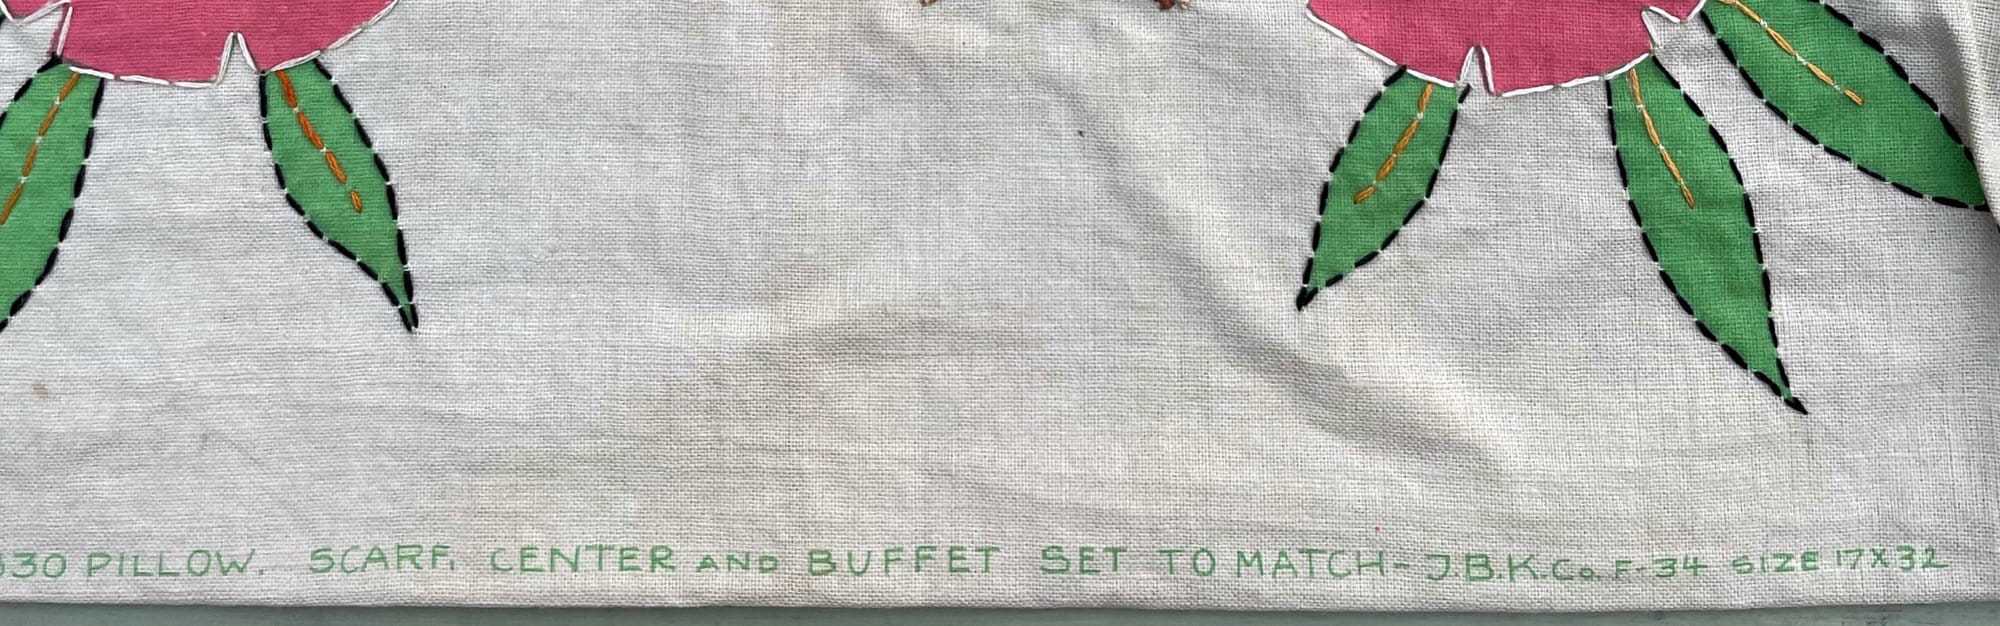 30 PILLOW. SCARF. CENTER AND BUFFET SET TO MATCH- J.B.K.Co. F-34 SIZE 17X32